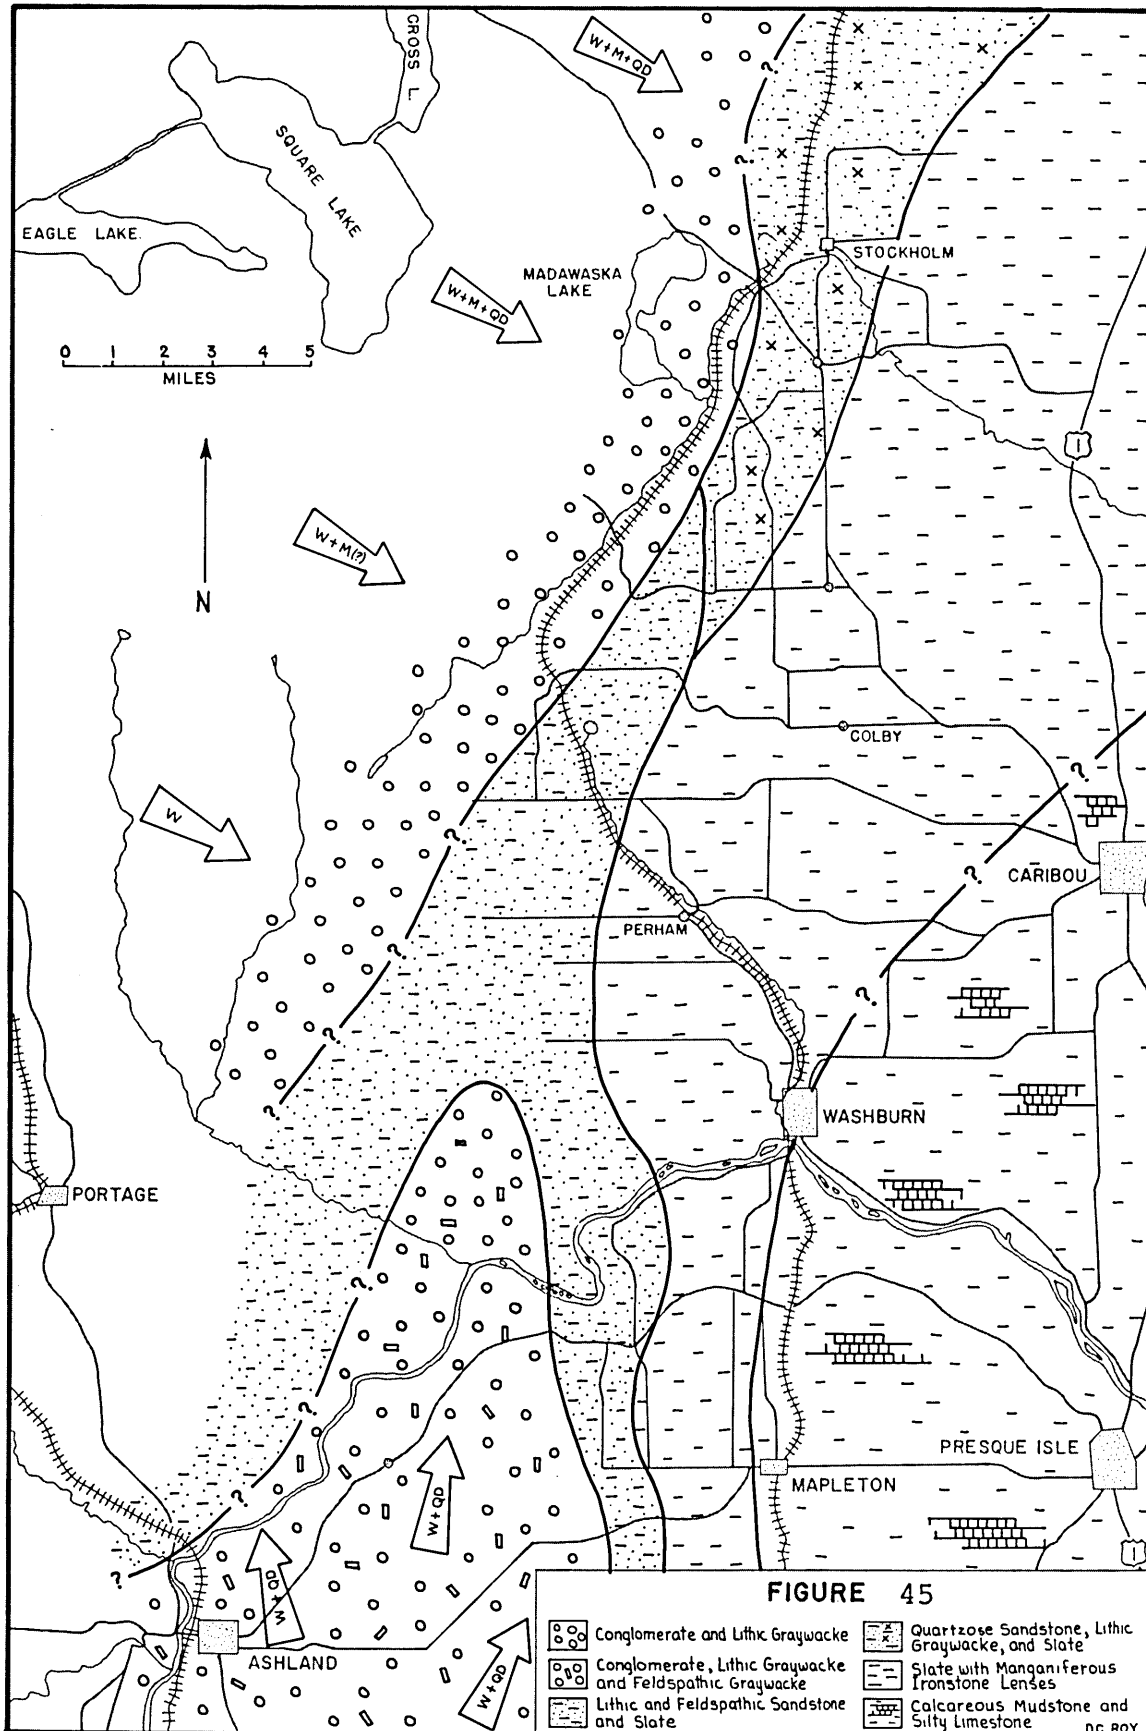 CROSS L.
W+M+QD
?
SQUARE LAKE
?
EAGLE LAKE
STOCKHOLM
MADAWASKA
LAKE
W+M+QD
0 1 2 3 4 5
MILES
1
W+M(?)
N
COLBY
?
W
?
CARIBOU
?
PERHAM
?
?
?
?
WASHBURN
PORTAGE
?
?
PRESQUE ISLE
MAPLETON
?
W+QD
W+QD
?
1
ASHLAND
W+QD
FIGURE 45
Conglomerate and Lithic Graywacke
Conglomerate, Lithic Graywacke
and Feldspathic Graywacke
Lithic and Feldspathic Sandstone
and Slate
Quartzose Sandstone, Lithic
Graywacke, and Slate
Slate with Manganiferous
Ironstone Lenses
Calcareous Mudstone and
Silty Limestone
D.C. ROY